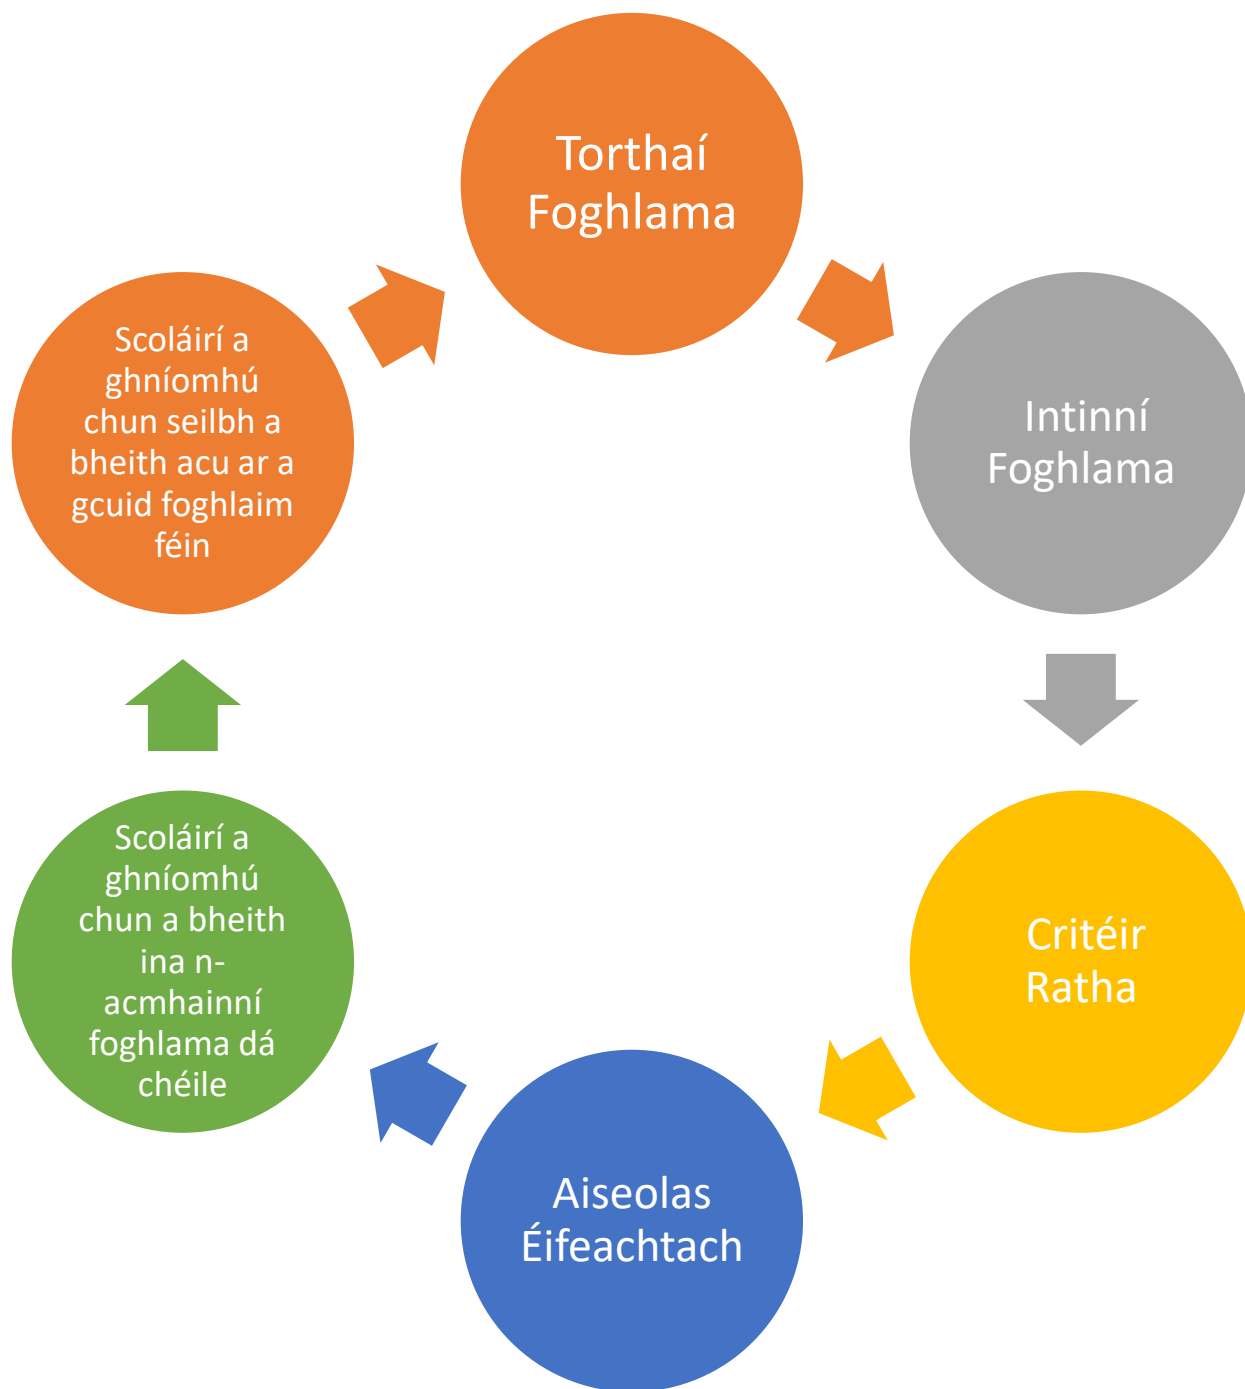 Torthaí
Foghlama
Intinní
Foghlama
Critéir
Ratha
Aiseolas
Éifeachtach
Scoláirí a
ghníomhú
chun a bheith
ina n-
acmhainní
foghlama dá
chéile
Scoláirí a
ghníomhú
chun seilbh a
bheith acu ar a
gcuid foghlaim
féin